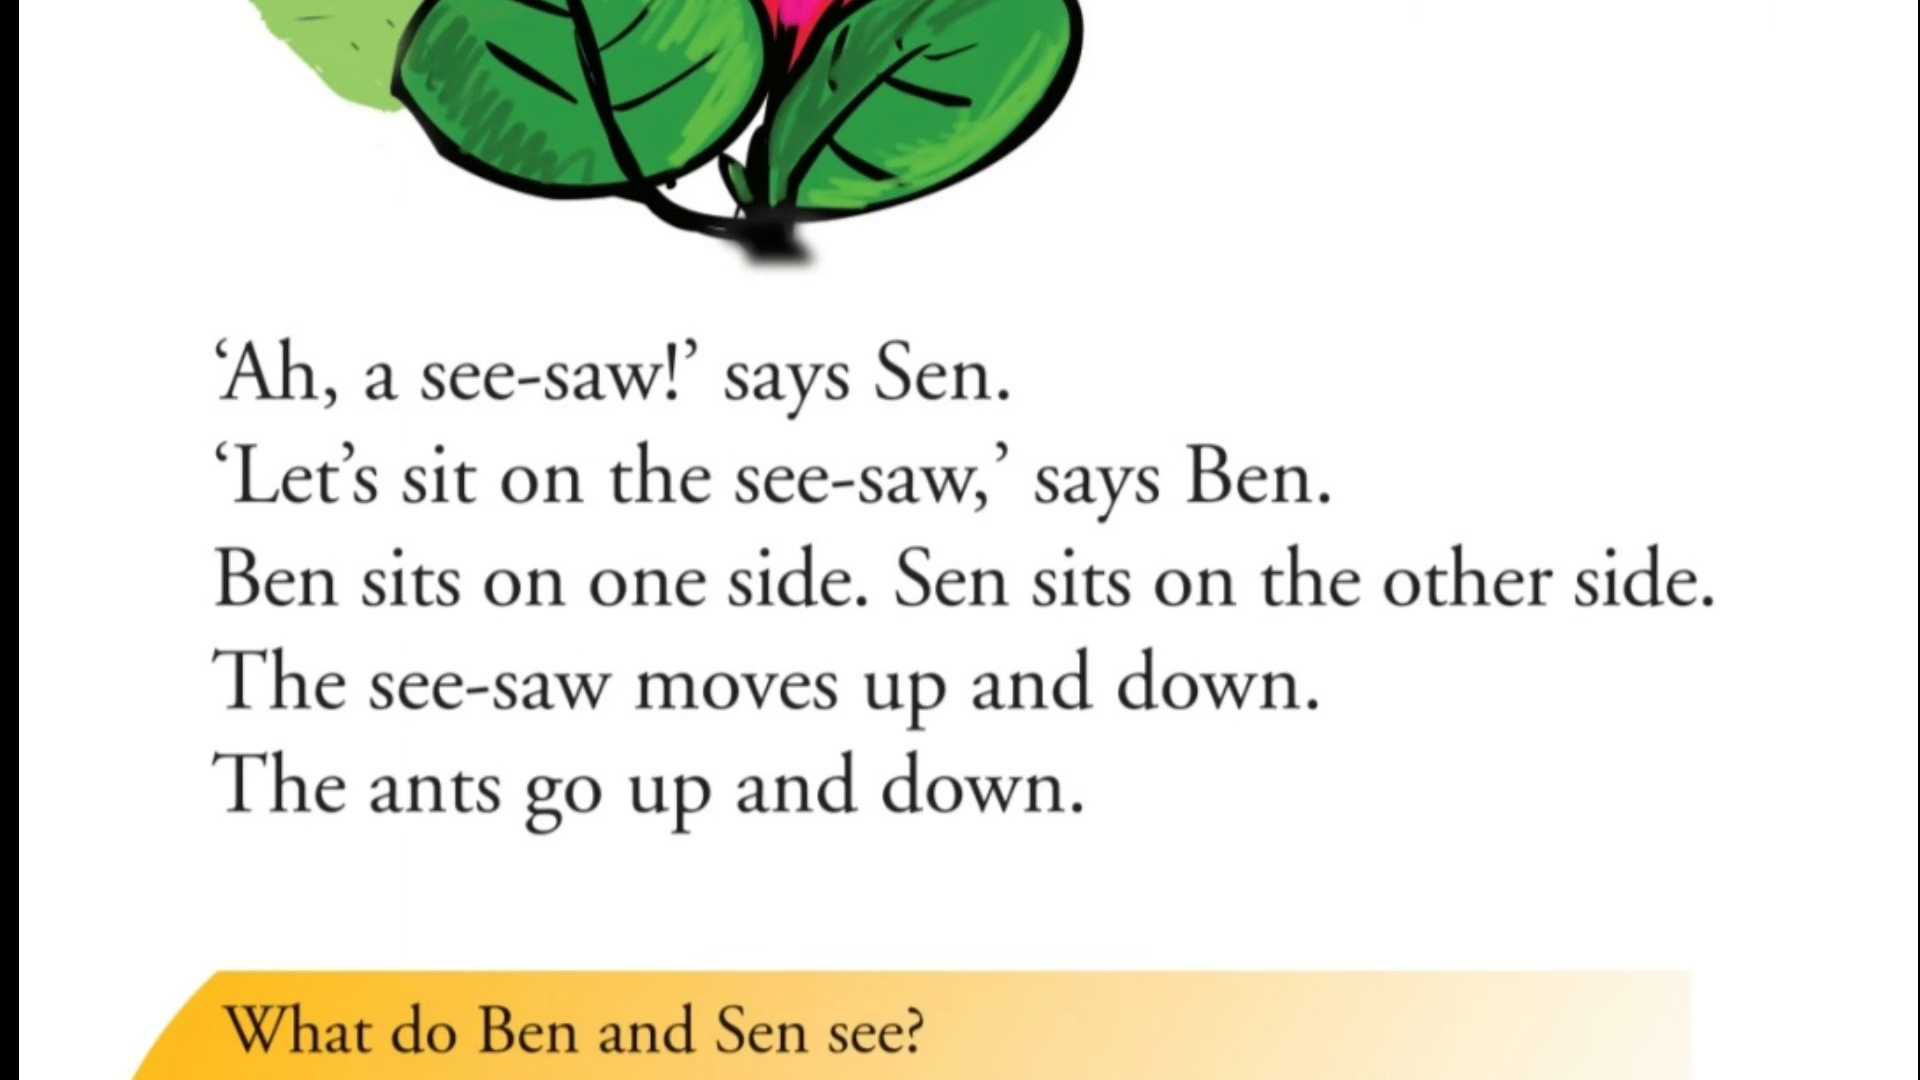 ‘Ah, a see-saw!’ says Sen.
‘Let’s sit on the see-saw,’ says Ben.
Ben sits on one side. Sen sits on the other side.
The see-saw moves up and down.
The ants go up and down.
What do Ben and Sen see?